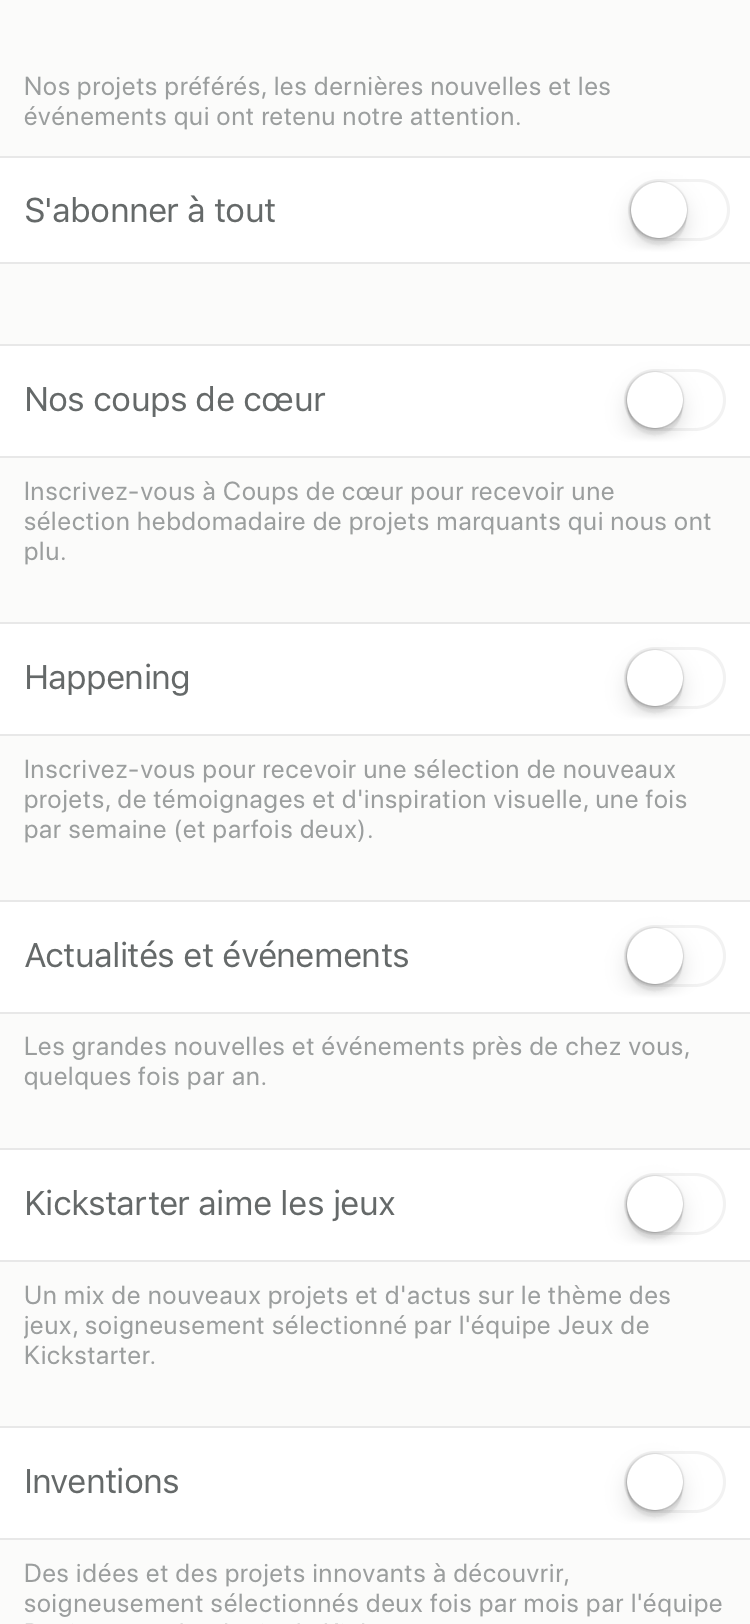 Nos projets préférés, les dernières nouvelles et les
événements qui ont retenu notre attention.
S'abonner à tout
Nos coups de cœur
Inscrivez-vous à Coups de cœur pour recevoir une
sélection hebdomadaire de projets marquants qui nous ont
plu.
Happening
Inscrivez-vous pour recevoir une sélection de nouveaux
projets, de témoignages et d'inspiration visuelle, une fois
par semaine (et parfois deux).
Actualités et événements
Les grandes nouvelles et événements près de chez vous,
quelques fois par an.
Kickstarter aime les jeux
Un mix de nouveaux projets et d'actus sur le thème des
jeux, soigneusement sélectionné par l'équipe Jeux de
Kickstarter.
Inventions
Des idées et des projets innovants à découvrir,
soigneusement sélectionnés deux fois par mois par l'équipe